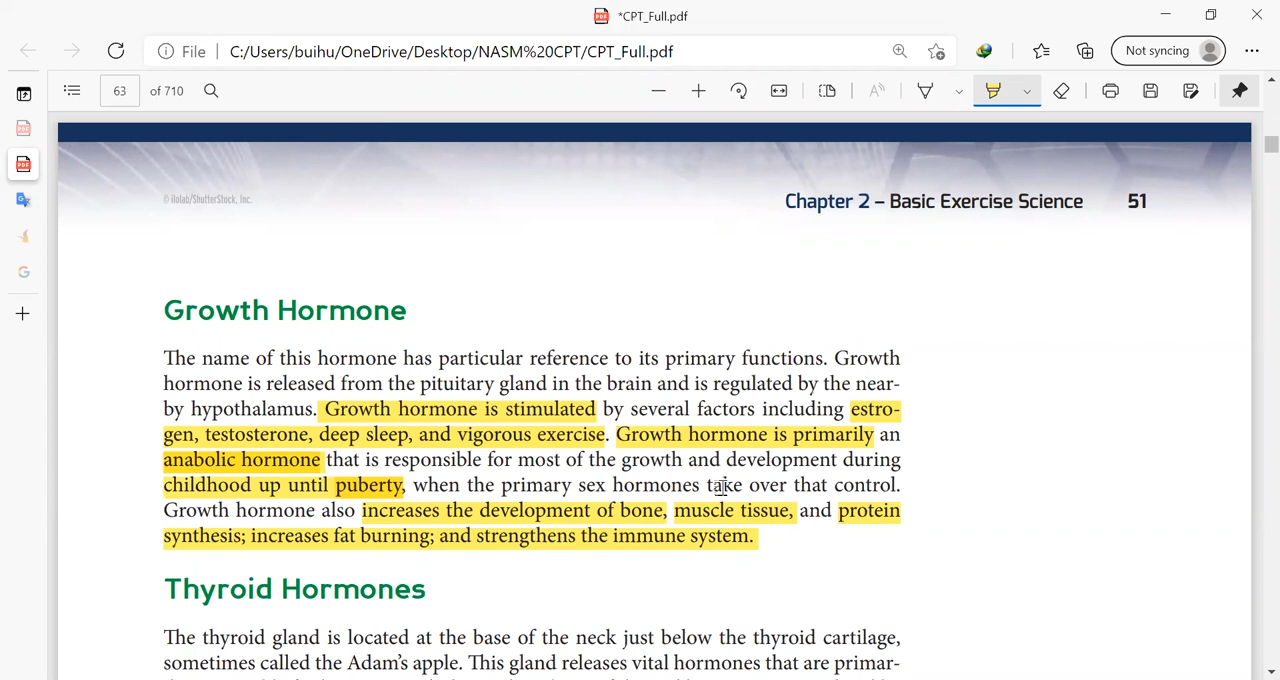 *CPT_Full.pdf
File
C:/Users/buihu/OneDrive/Desktop/NASM%20CPT/CPT_Full.pdf
Not syncing
63 of 710
© ilolab/ShutterStock, Inc.
Chapter 2 – Basic Exercise Science 51
Growth Hormone
The name of this hormone has particular reference to its primary functions. Growth
hormone is released from the pituitary gland in the brain and is regulated by the near-
by hypothalamus. Growth hormone is stimulated by several factors including estro-
gen, testosterone, deep sleep, and vigorous exercise. Growth hormone is primarily an
anabolic hormone that is responsible for most of the growth and development during
childhood up until puberty, when the primary sex hormones take over that control.
Growth hormone also increases the development of bone, muscle tissue, and protein
synthesis; increases fat burning; and strengthens the immune system.
Thyroid Hormones
The thyroid gland is located at the base of the neck just below the thyroid cartilage,
sometimes called the Adam's apple. This gland releases vital hormones that are primar-